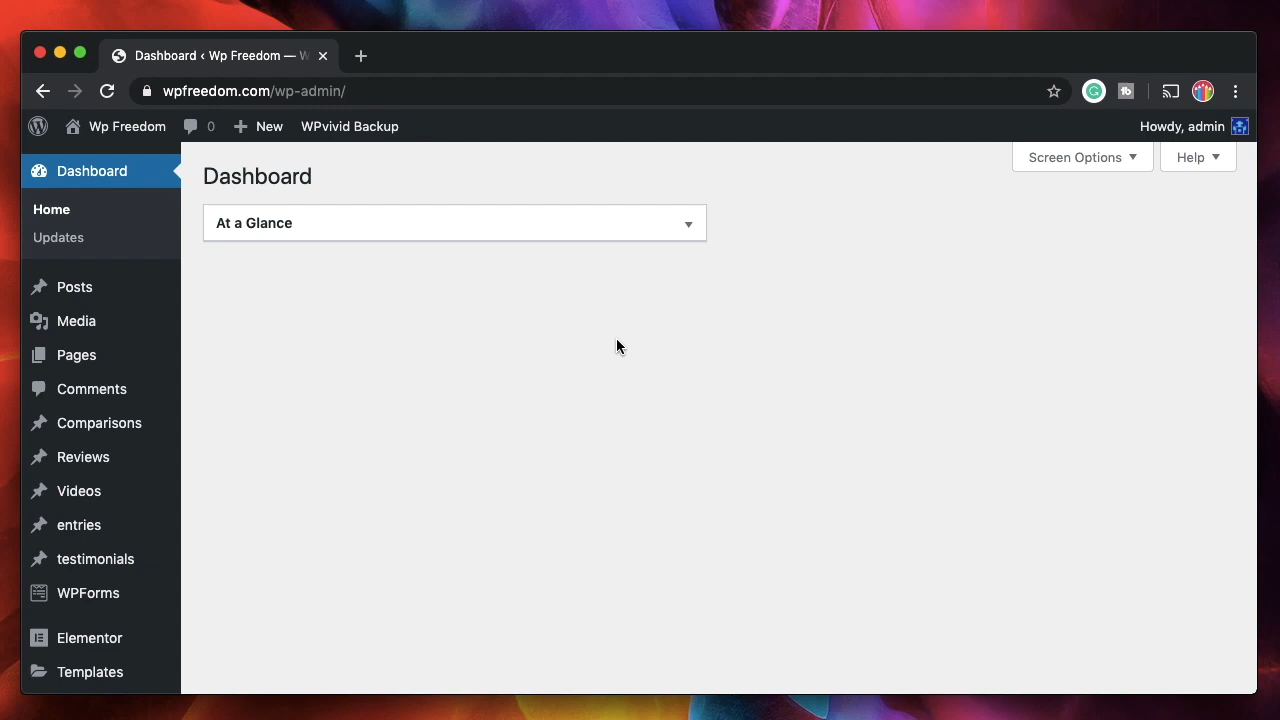 Dashboard ‹ Wp Freedom — W
wpfreedom.com/wp-admin/
Wp Freedom 0 New WPvivid Backup Howdy, admin
Dashboard
Home
Updates
Posts
Media
Pages
Comments
Comparisons
Reviews
Videos
entries
testimonials
WPForms
Elementor
Templates
Screen Options Help
Dashboard
At a Glance